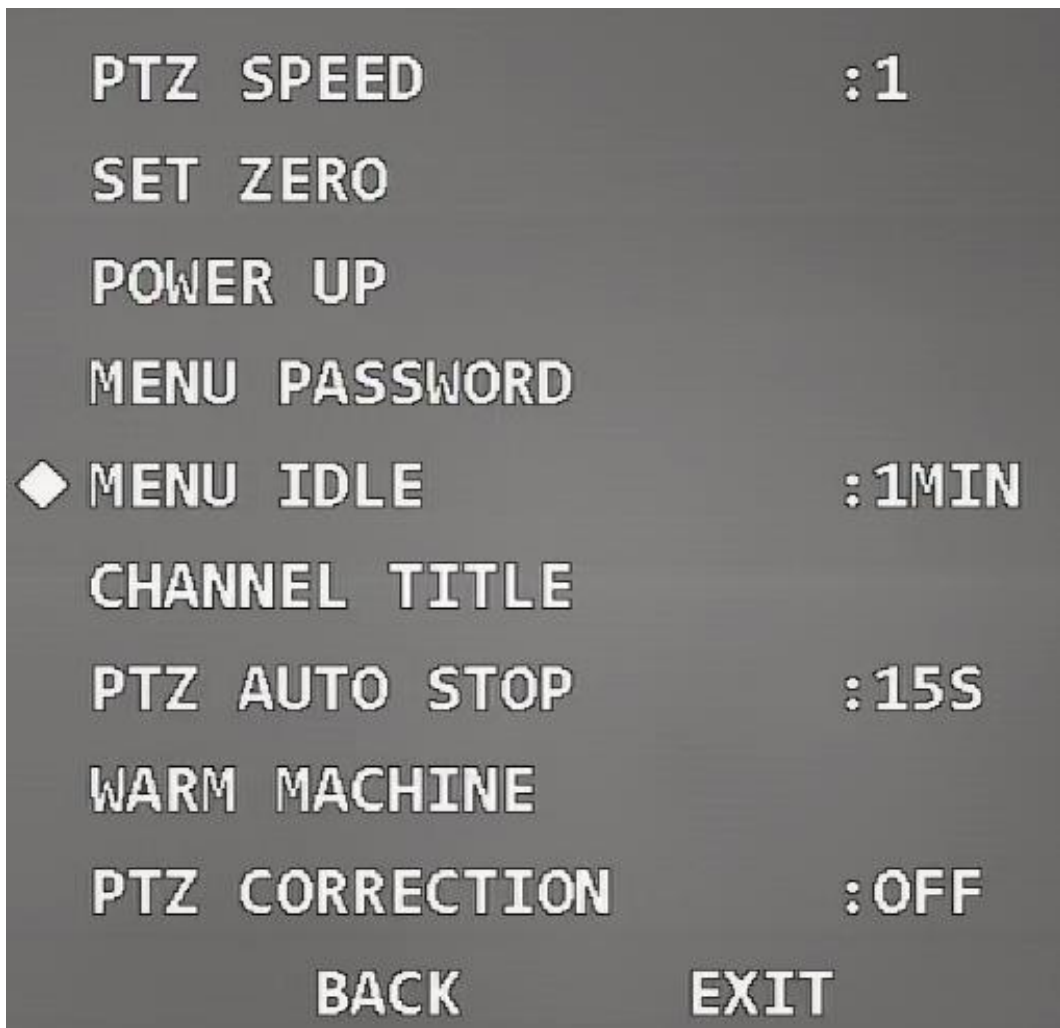 PTZ SPEED :1
SET ZERO
POWER UP
MENU PASSWORD
MENU IDLE :1MIN
CHANNEL TITLE
PTZ AUTO STOP :15S
WARM MACHINE
PTZ CORRECTION :OFF
BACK EXIT